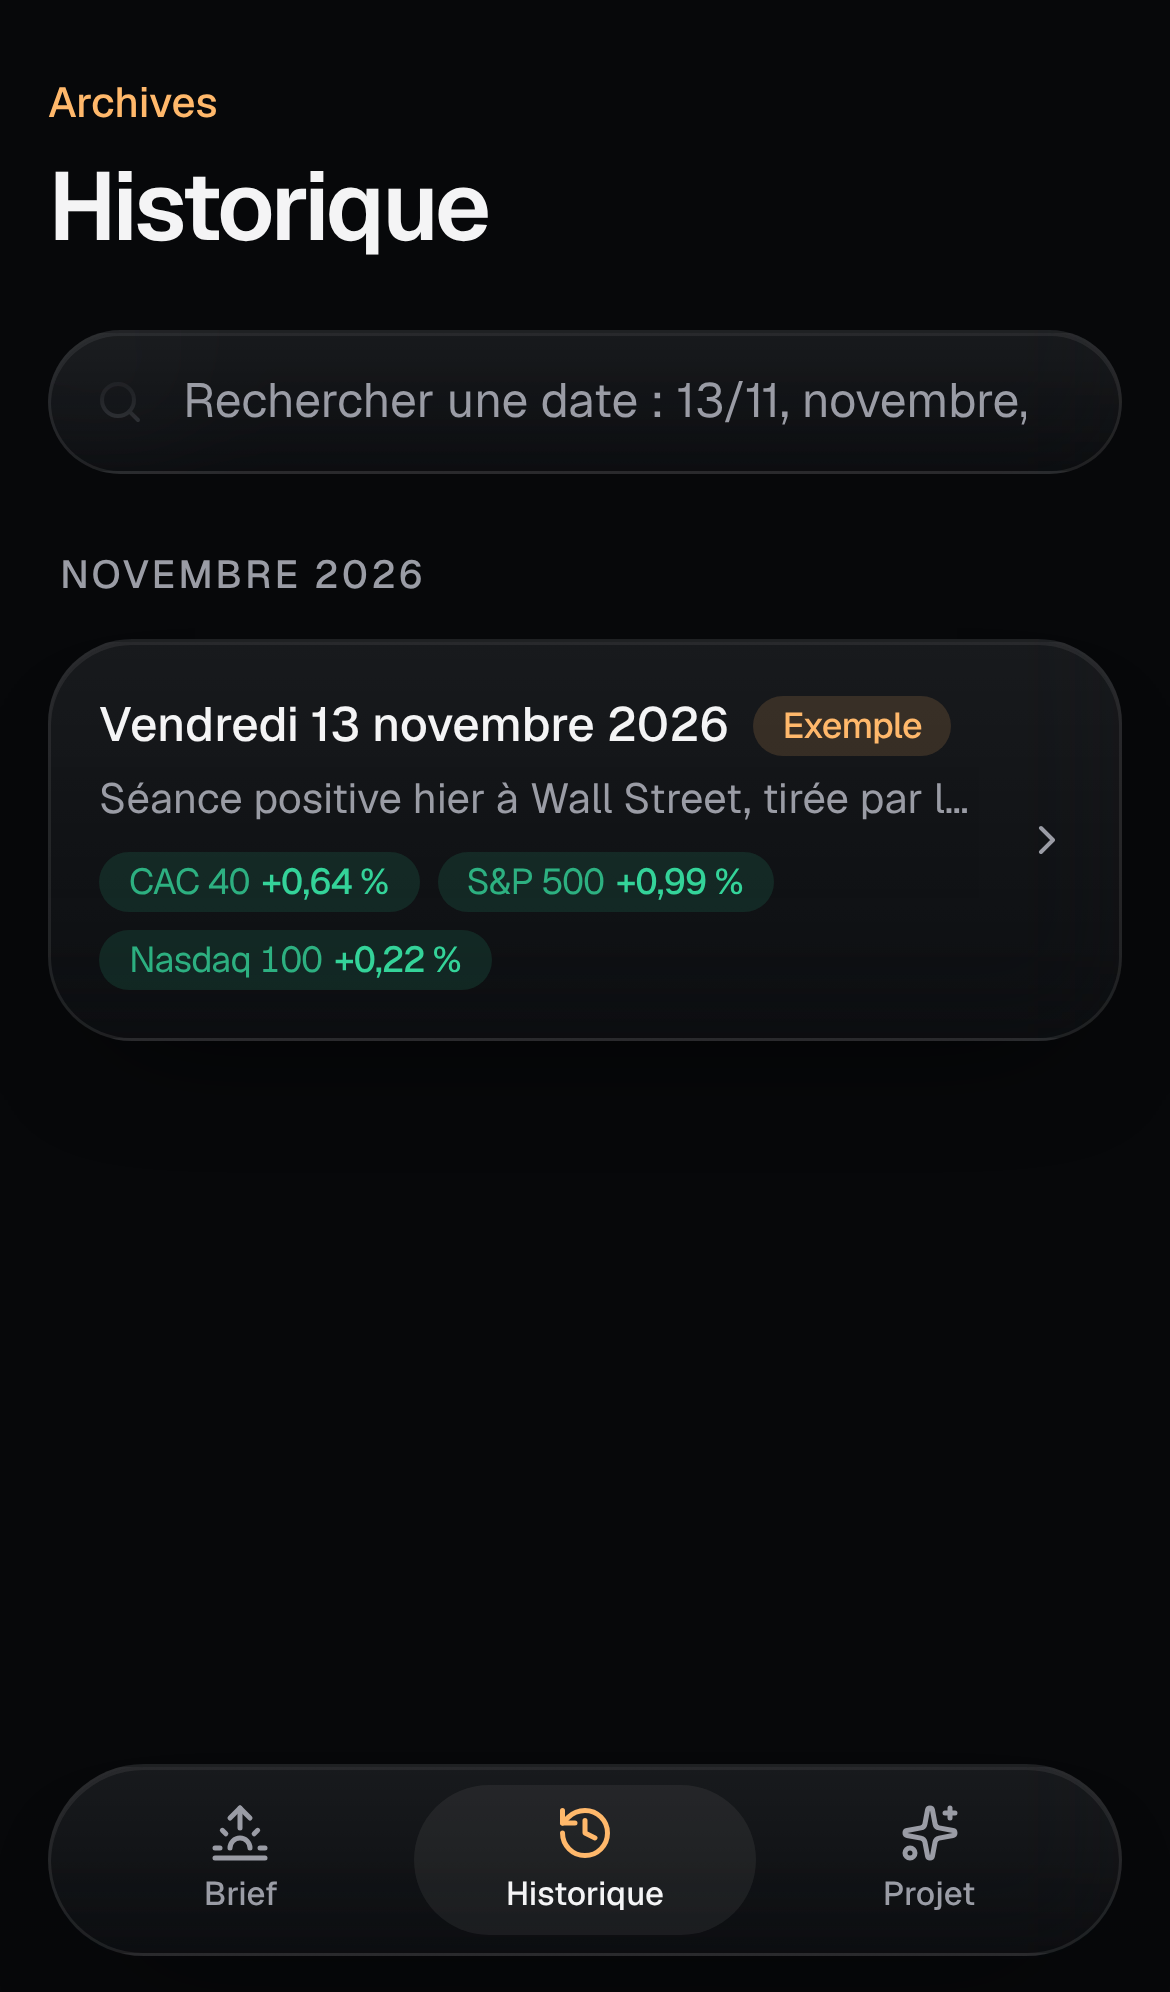 Archives
Historique
Rechercher une date : 13/11, novembre,
NOVEMBRE 2026
Vendredi 13 novembre 2026 Exemple
Séance positive hier à Wall Street, tirée par l...
CAC 40 +0,64 % S&P 500 +0,99 %
Nasdaq 100 +0,22 %
Brief Historique Projet